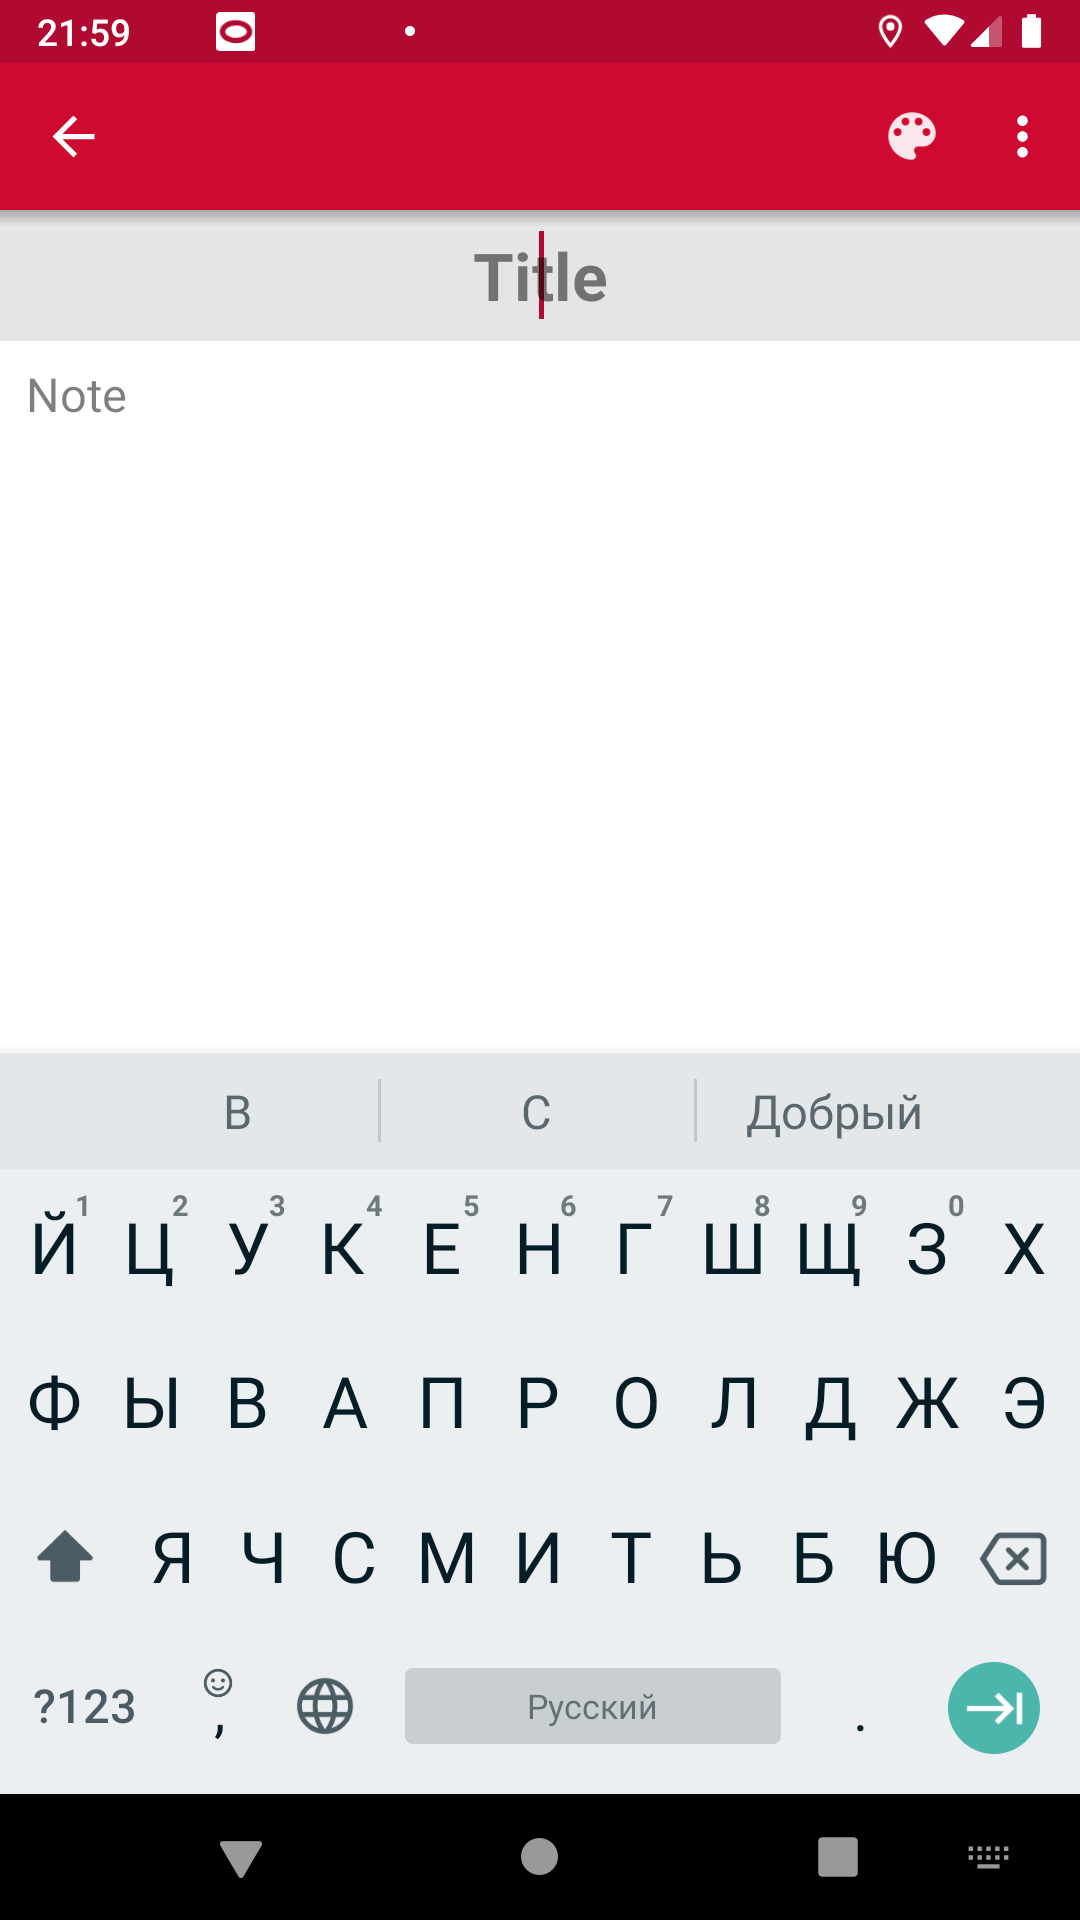 21:59
Title
Note
В С Добрый
1 2 3 4 5 6 7 8 9 0
Й Ц У К Е Н Г Ш Щ З Х
Ф Ы В А П Р О Л Д Ж Э
Я Ч С М И Т Ь Б Ю
?123 , Русский .